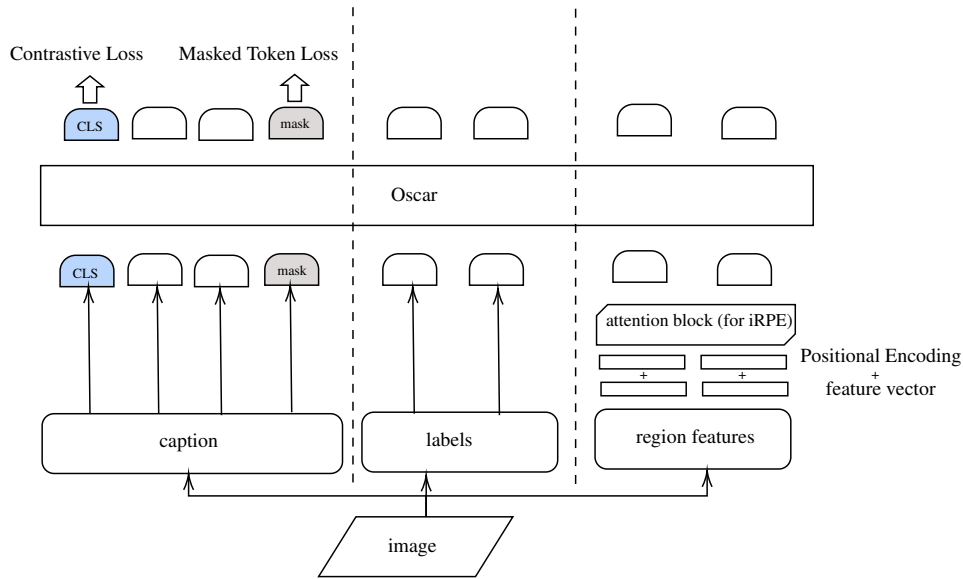 Contrastive Loss
Masked Token Loss
CLS
mask
Oscar
CLS
mask
attention block (for iRPE)
Positional Encoding
+
feature vector
+
+
caption
labels
region features
image